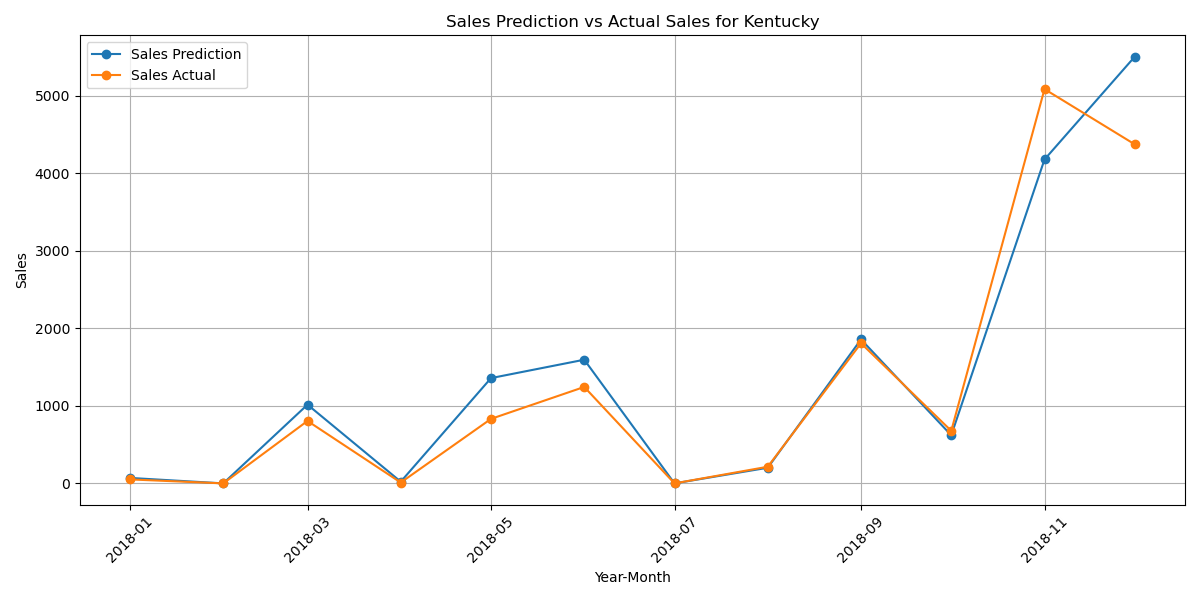 Sales Prediction vs Actual Sales for Kentucky
Sales Prediction
Sales Actual
5000
4000
3000
2000
1000
0
Sales
2018-01
2018-03
2018-05
2018-07
2018-09
2018-11
Year-Month